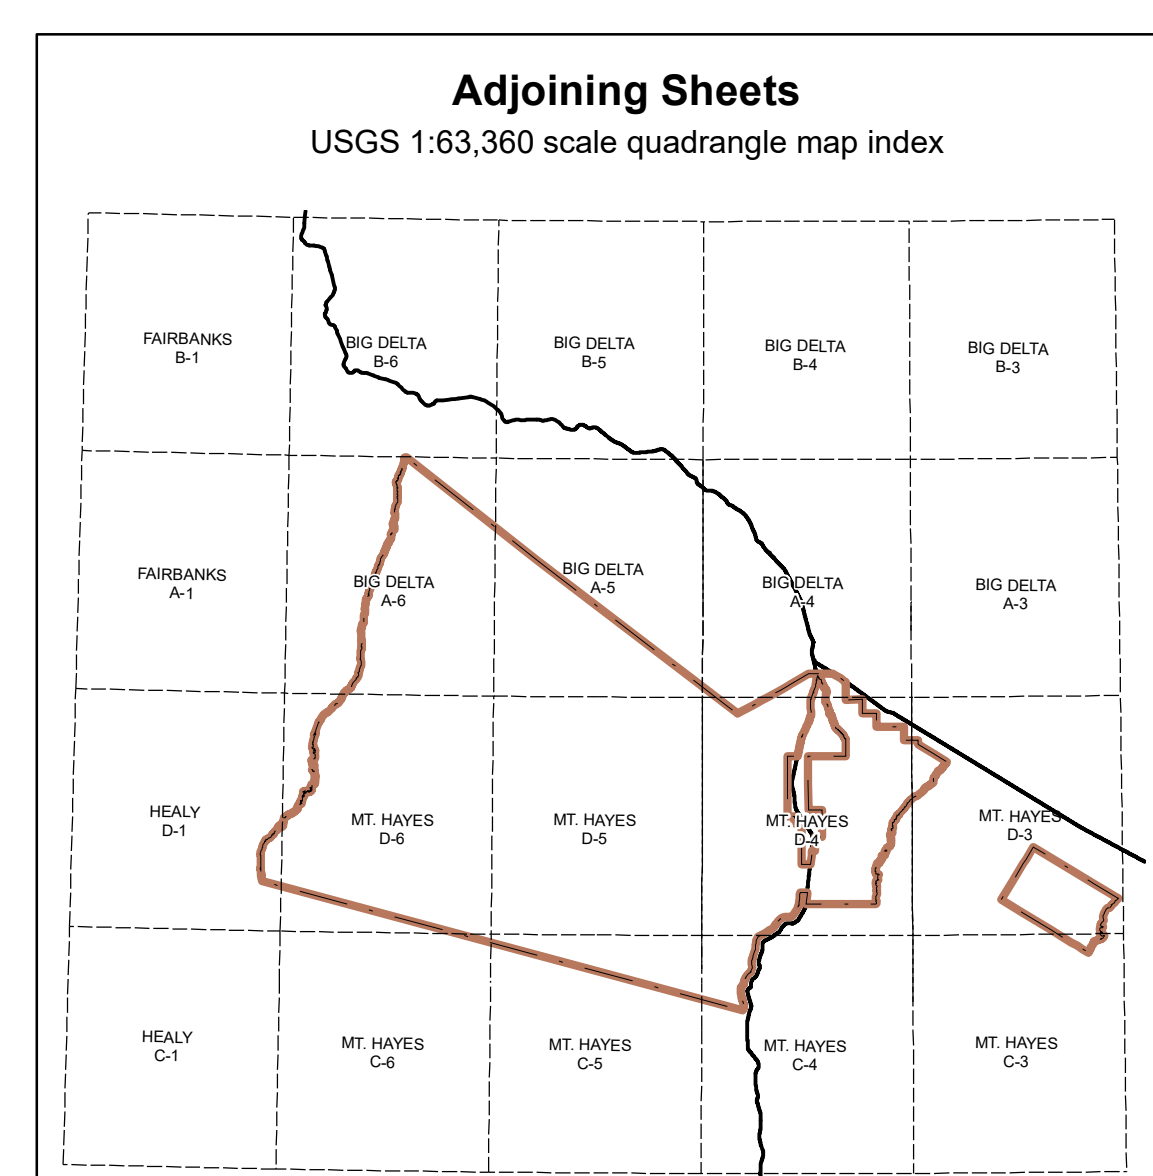 Adjoining Sheets
USGS 1:63,360 scale quadrangle map index
FAIRBANKS
B-1
BIG DELTA
B-6
BIG DELTA
B-5
BIG DELTA
B-4
BIG DELTA
B-3
FAIRBANKS
A-1
BIG DELTA
A-6
BIG DELTA
A-5
BIG DELTA
A-4
BIG DELTA
A-3
HEALY
D-1
MT. HAYES
D-6
MT. HAYES
D-5
MT. HAYES
D-4
MT. HAYES
D-3
HEALY
C-1
MT. HAYES
C-6
MT. HAYES
C-5
MT. HAYES
C-4
MT. HAYES
C-3